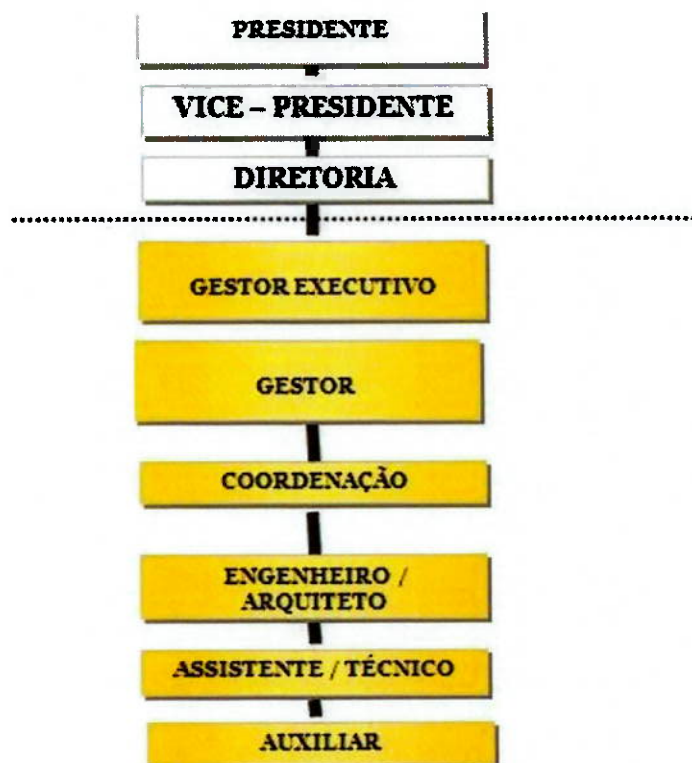 PRESIDENTE
VICE – PRESIDENTE
DIRETORIA
GESTOR EXECUTIVO
GESTOR
COORDENAÇÃO
ENGENHEIRO /
ARQUITETO
ASSISTENTE / TÉCNICO
AUXILIAR